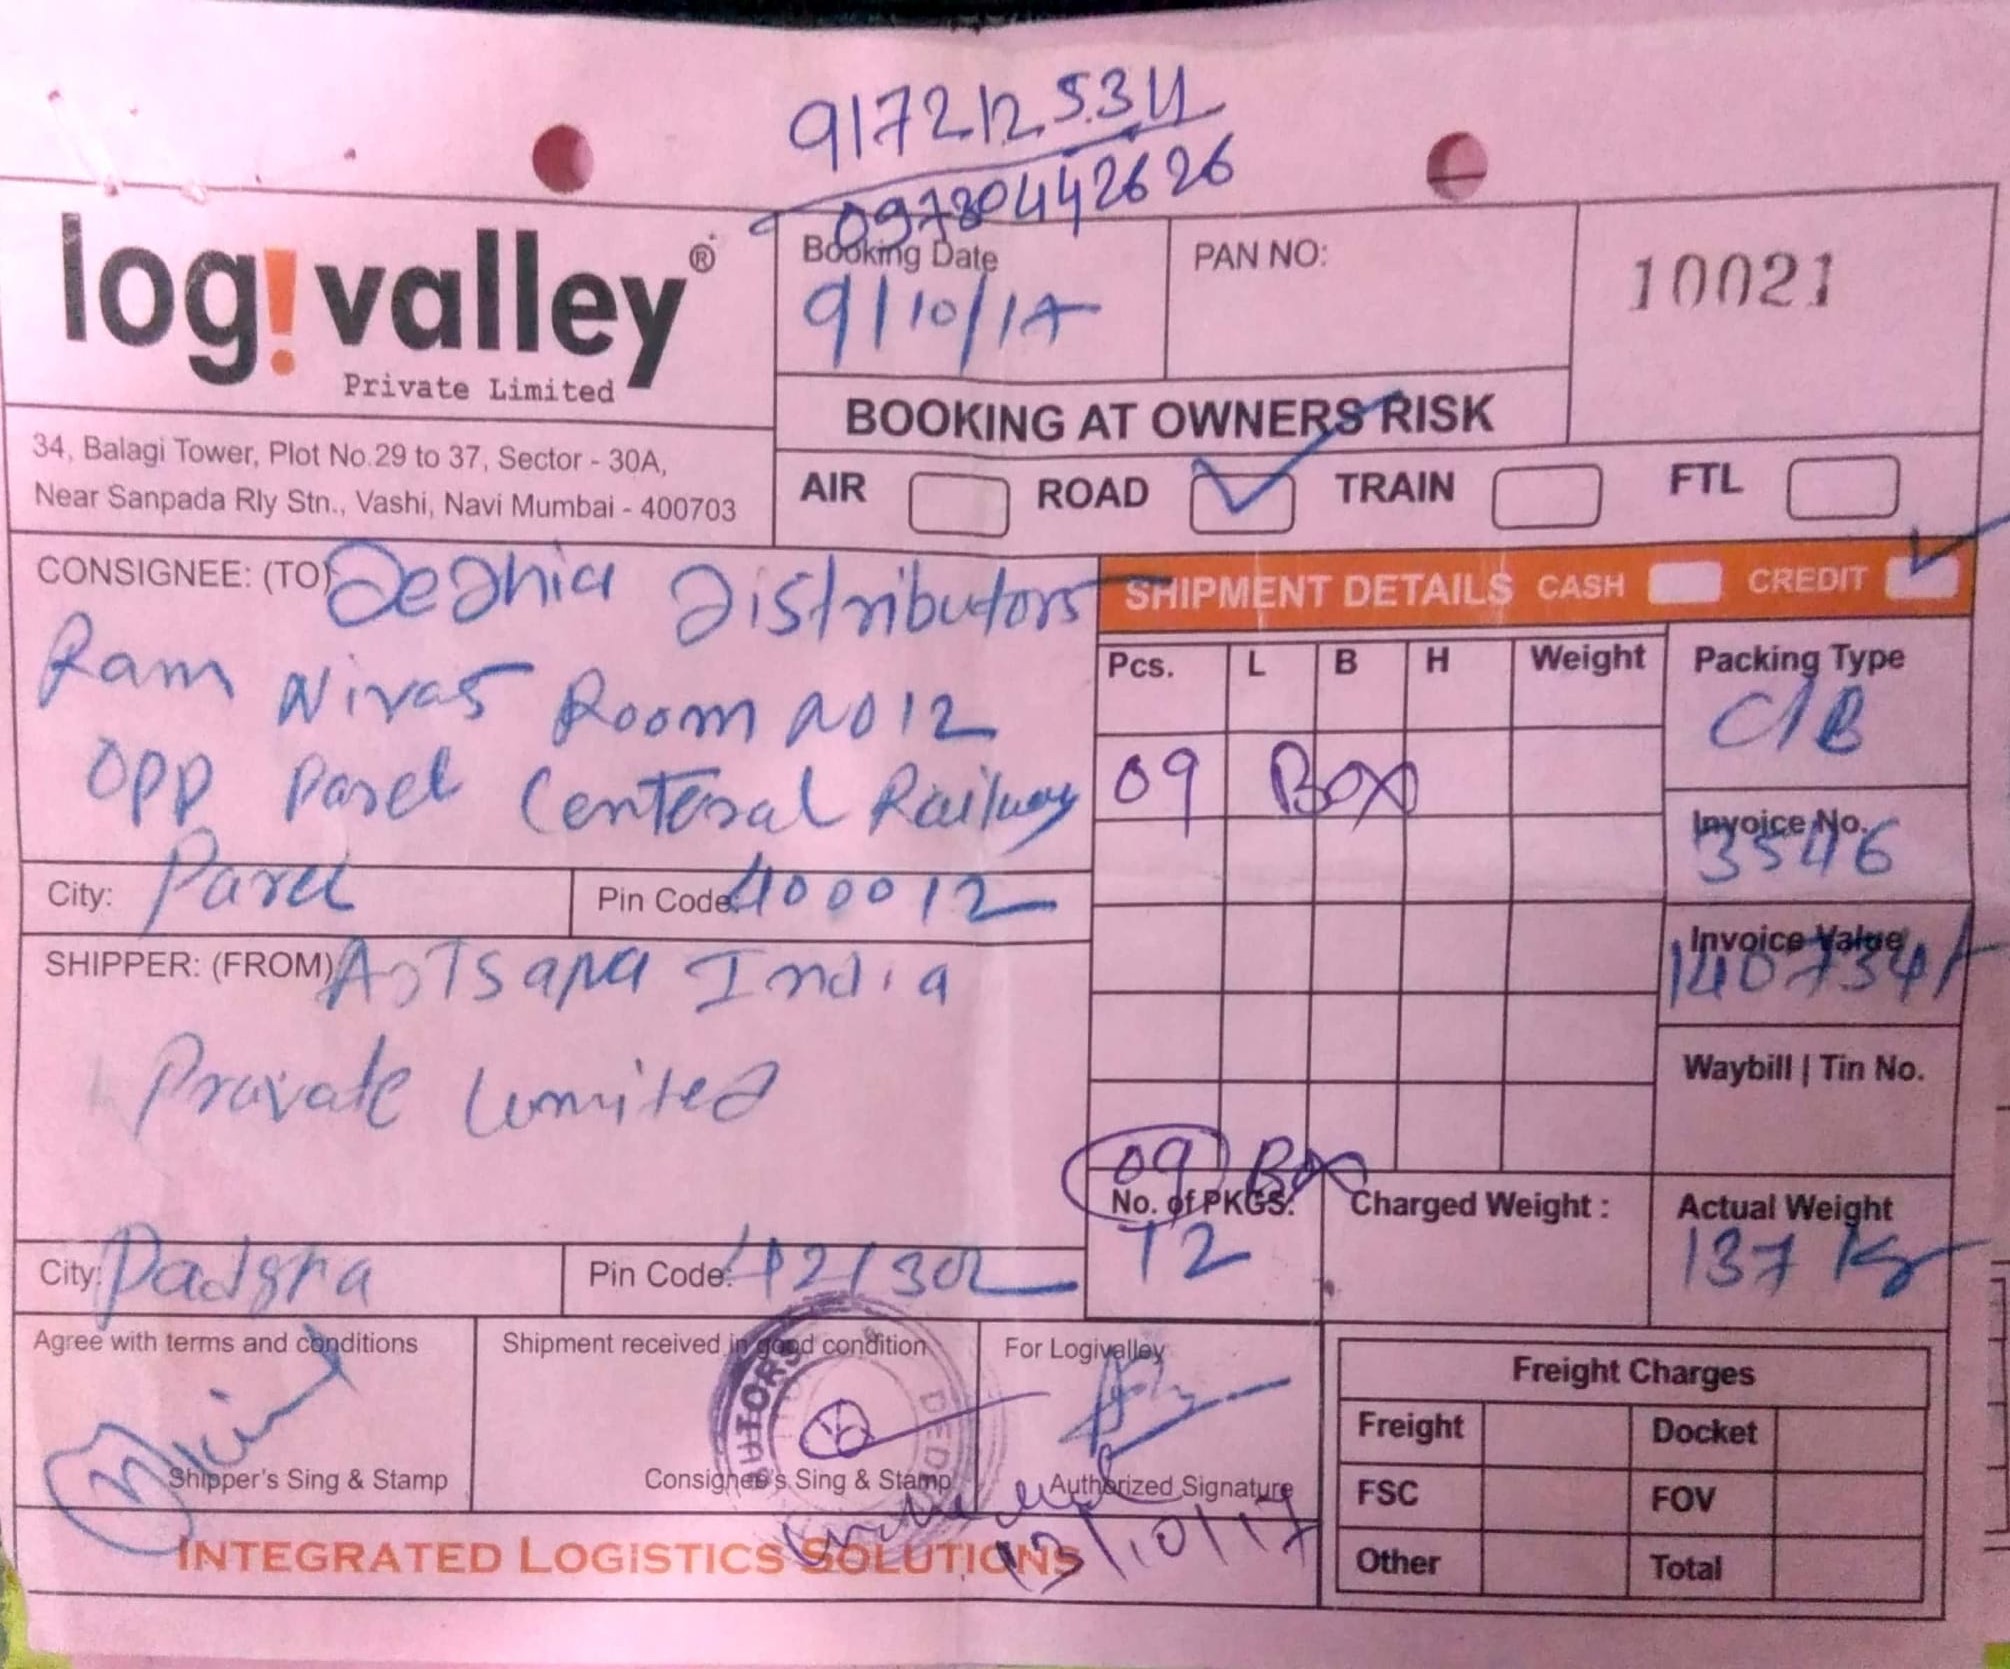 9172125311
09730442626
log!valley®
Private Limited
34, Balagi Tower, Plot No.29 to 37, Sector - 30A,
Near Sanpada Rly Stn., Vashi, Navi Mumbai - 400703
Booking Date
9/10/17
PAN NO:
10021
BOOKING AT OWNERS RISK
AIR ROAD TRAIN FTL
CONSIGNEE: (TO) Dedhia Distributors
Ram Nivas Room no 12
Opp Parel Centeral Railway
City: Parel Pin Code: 400012
SHIPPER: (FROM) Astsapa India
Pravate Limited
City: Padgha Pin Code: 421302
SHIPMENT DETAILS CASH CREDIT
Pcs. L B H Weight
09 Box
09 Box
No. of PKGS.
12
Charged Weight :
Packing Type
C/B
Invoice No.
3546
Invoice Value
140734/-
Waybill | Tin No.
Actual Weight
137 Kg
Agree with terms and conditions
Shipper's Sing & Stamp
Shipment received in good condition
Consignee's Sing & Stamp
For Logivalley
Authorized Signature
13/10/17
INTEGRATED LOGISTICS SOLUTIONS
Freight Charges
Freight Docket
FSC FOV
Other Total